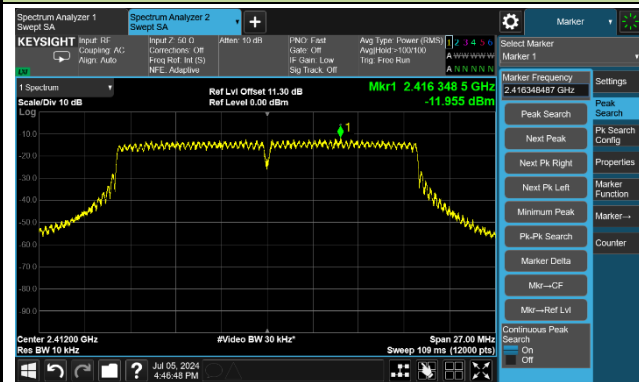 Spectrum Analyzer 1
Swept SA
Spectrum Analyzer 2
Swept SA
+
Marker
KEYSIGHT
Input: RF
Coupling: AC
Align: Auto
Input Z: 50 Ω
Corrections: Off
Freq Ref: Int (S)
NFE: Adaptive
Atten: 10 dB
PNO: Fast
Gate: Off
IF Gain: Low
Sig Track: Off
Avg Type: Power (RMS)
Avg|Hold:>100/100
Trig: Free Run
1 2 3 4 5 6
A W W W W W
A N N N N N
Select Marker
Marker 1
1 Spectrum
Scale/Div 10 dB
Log
Ref Lvl Offset 11.30 dB
Ref Level 0.00 dBm
Mkr1 2.416 348 5 GHz
-11.955 dBm
1
-10.0
-20.0
-30.0
-40.0
-50.0
-60.0
-70.0
-80.0
-90.0
Center 2.41200 GHz
Res BW 10 kHz
#Video BW 30 kHz*
Span 27.00 MHz
Sweep 109 ms (12000 pts)
Marker Frequency
2.416348487 GHz
Peak Search
Next Peak
Next Pk Right
Next Pk Left
Minimum Peak
Pk-Pk Search
Marker Delta
Mkr→CF
Mkr→Ref Lvl
Continuous Peak
Search
On
Off
Settings
Peak
Search
Pk Search
Config
Properties
Marker
Function
Marker→
Counter
?
Jul 05, 2024
4:46:48 PM